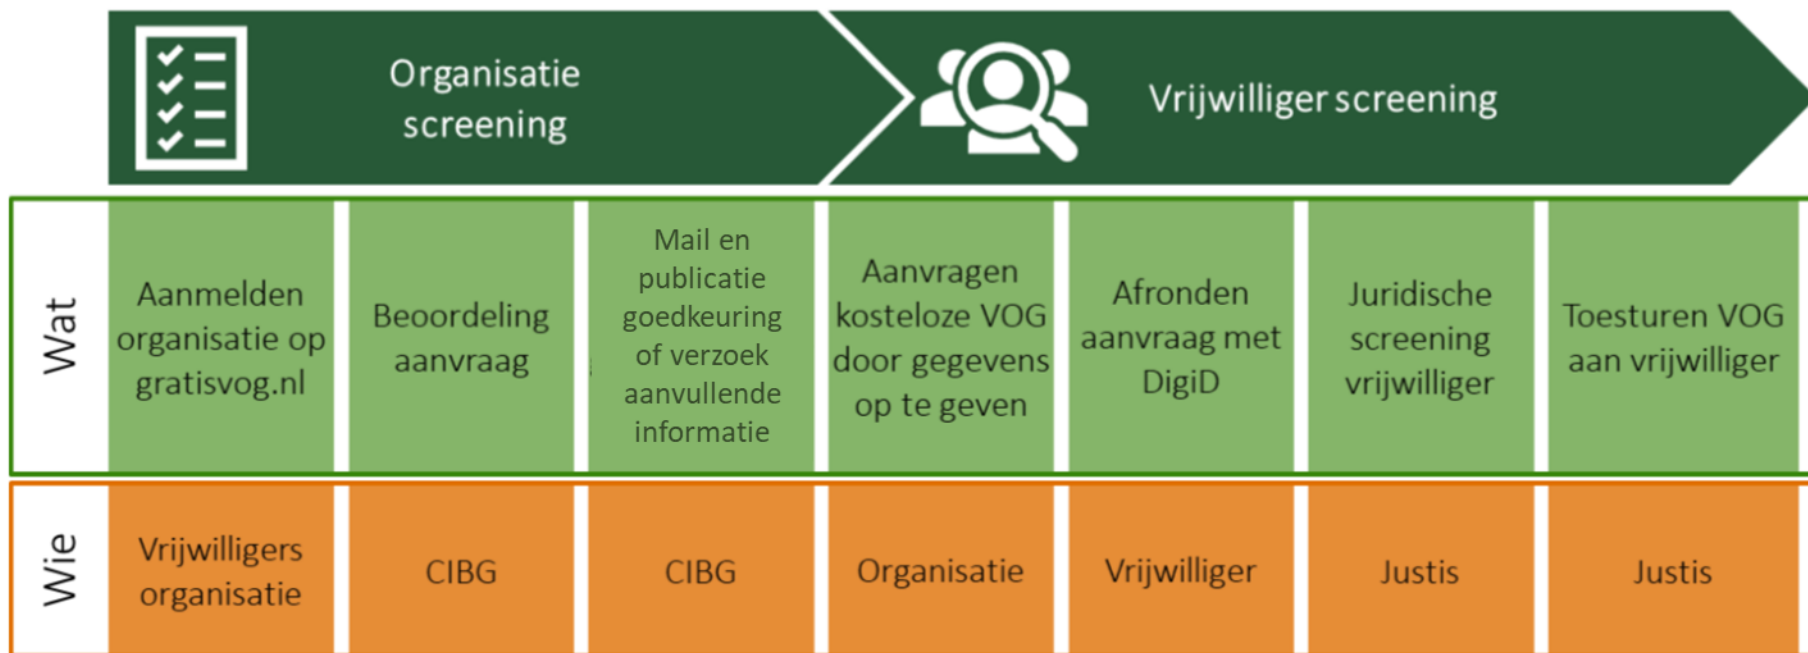 Organisatie
screening
Vrijwilliger screening
Wat
Aanmelden
organisatie op
gratisvog.nl
Beoordeling
aanvraag
Mail en
publicatie
goedkeuring
of verzoek
aanvullende
informatie
Aanvragen
kosteloze VOG
door gegevens
op te geven
Afronden
aanvraag met
DigiD
Juridische
screening
vrijwilliger
Toesturen VOG
aan vrijwilliger
Wie
Vrijwilligers
organisatie
CIBG
CIBG
Organisatie
Vrijwilliger
Justis
Justis